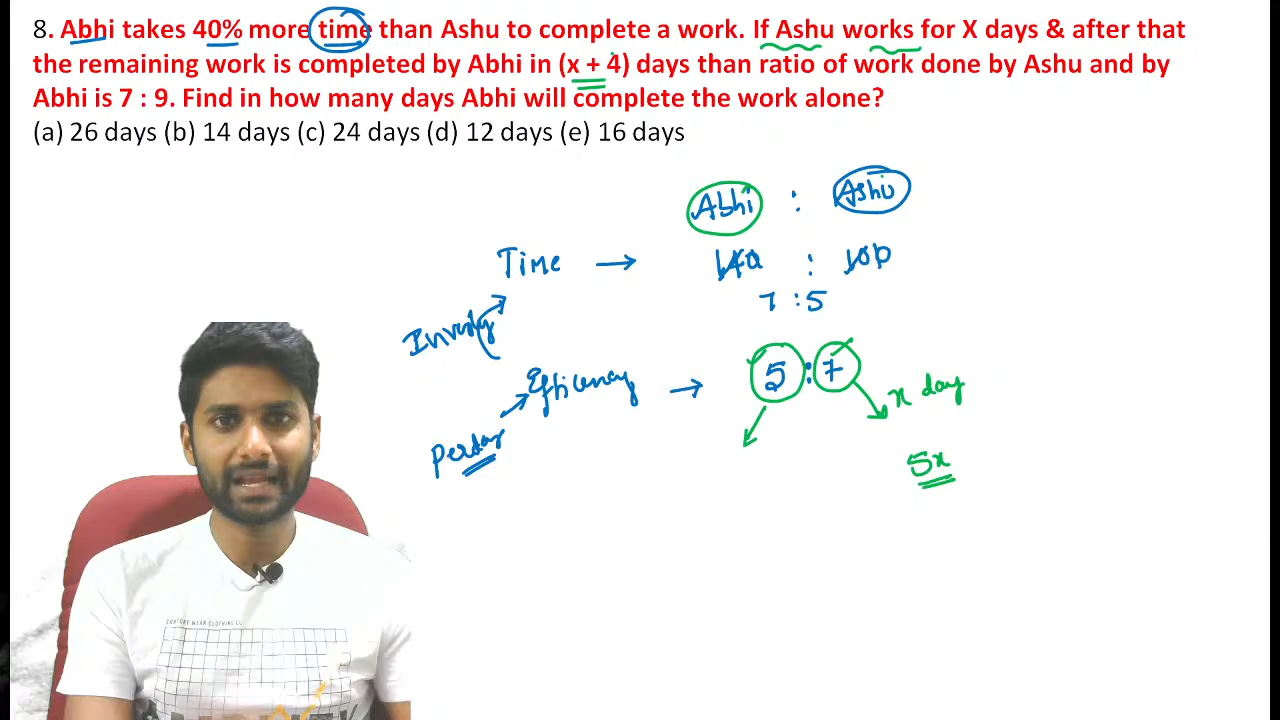 8. Abhi takes 40% more time than Ashu to complete a work. If Ashu works for X days & after that
the remaining work is completed by Abhi in (x + 4) days than ratio of work done by Ashu and by
Abhi is 7 : 9. Find in how many days Abhi will complete the work alone?
(a) 26 days (b) 14 days (c) 24 days (d) 12 days (e) 16 days
Abhi : Ashu
Time → 140 : 100
7 : 5
Efficency → 5 : 7
x day
Perday
5x